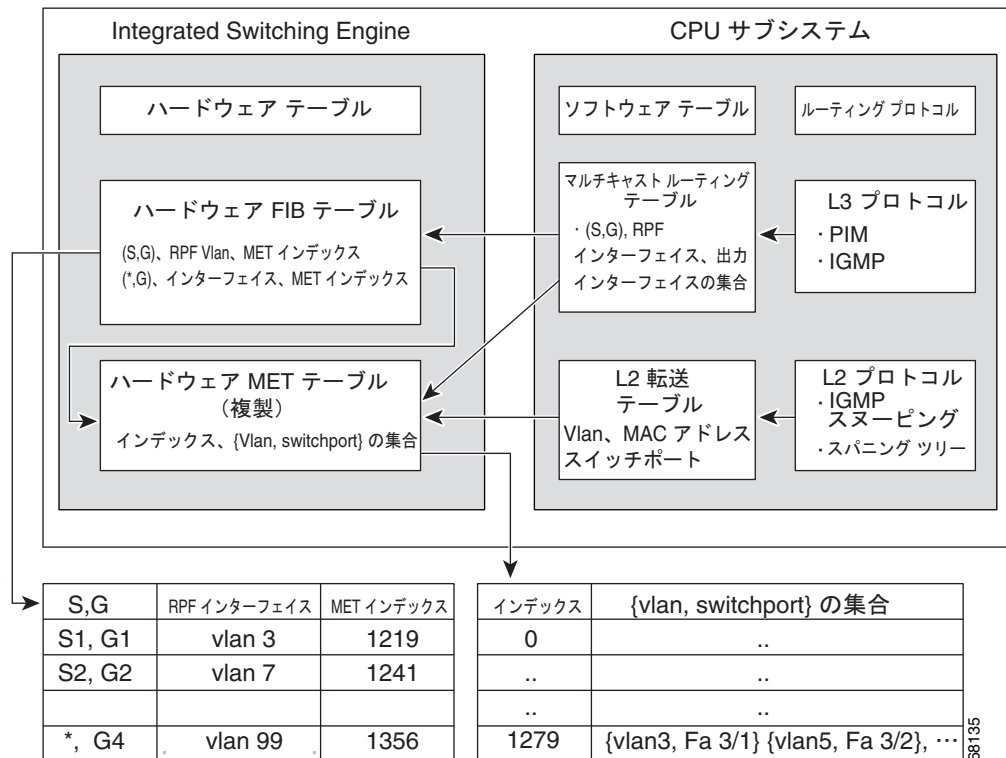 Integrated Switching Engine
CPU サブシステム
ハードウェア テーブル
ソフトウェア テーブル
ルーティング プロトコル
ハードウェア FIB テーブル
(S,G)、RPF Vlan、MET インデックス
(*,G)、インターフェイス、MET インデックス
マルチキャスト ルーティング
テーブル
・(S,G), RPF
インターフェイス、出力
インターフェイスの集合
L3 プロトコル
・PIM
・IGMP
ハードウェア MET テーブル
（複製）
インデックス、{Vlan, switchport} の集合
L2 転送
テーブル
Vlan、MAC アドレス
スイッチポート
L2 プロトコル
・IGMP
スヌーピング
・スパニング ツリー
S,G RPF インターフェイス MET インデックス
S1, G1 vlan 3 1219
S2, G2 vlan 7 1241
*, G4 vlan 99 1356
インデックス {vlan, switchport} の集合
0 ..
.. ..
.. ..
1279 {vlan3, Fa 3/1} {vlan5, Fa 3/2}, …
68135